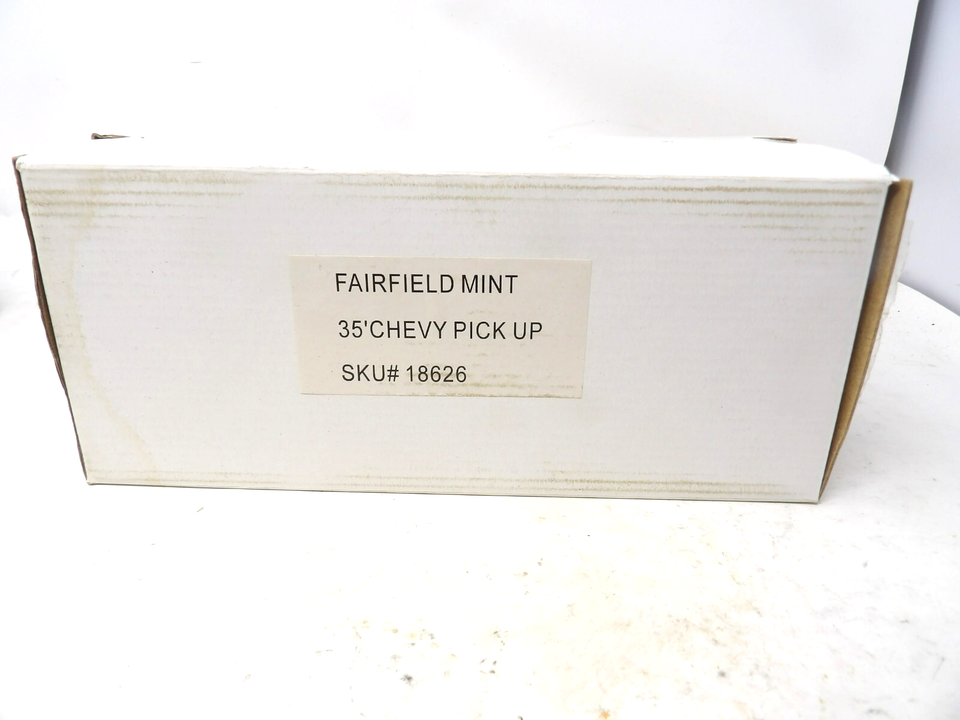 FAIRFIELD MINT
35'CHEVY PICK UP
SKU# 18626